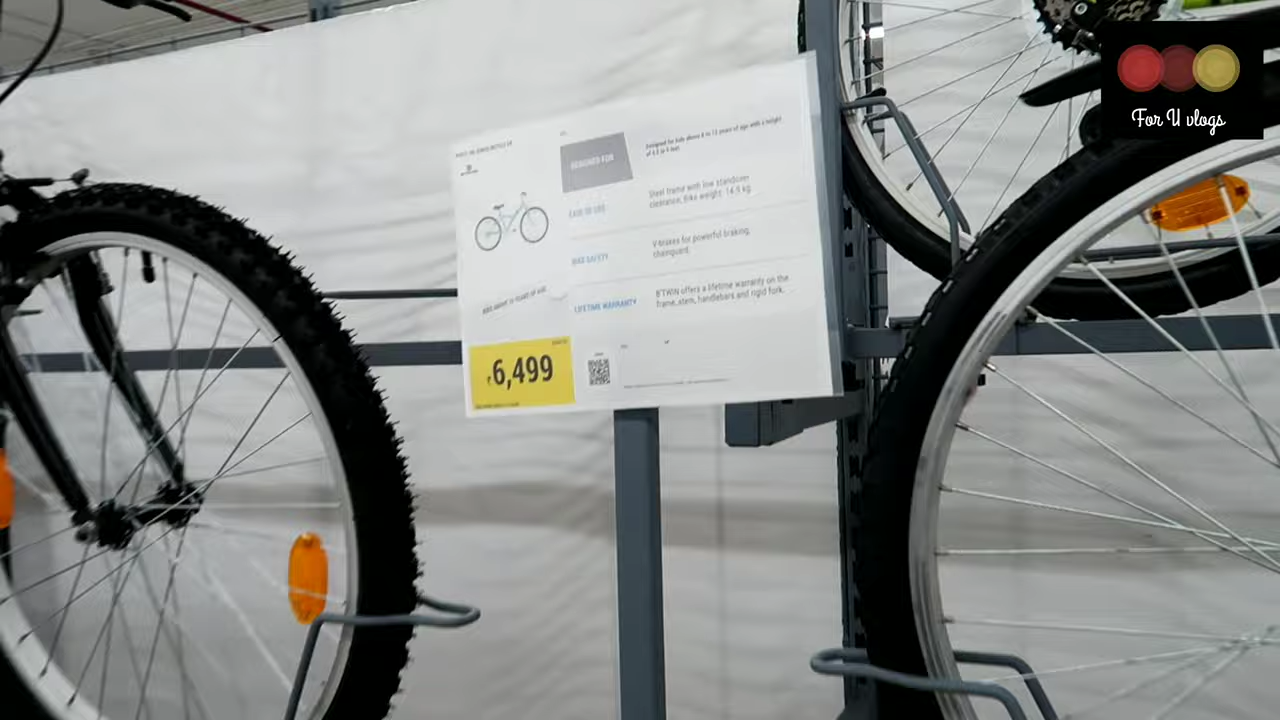 For U vlogs
DESIGNED FOR
Designed for kids above 8 to 12 years of age with a height
of 4.5 to 5 feet
EASE OF USE
Steel frame with low standover
clearance, Bike weight: 14.9 kg.
BIKE SAFETY
V-brakes for powerful braking,
chainguard.
LIFETIME WARRANTY
B'TWIN offers a lifetime warranty on the
frame, stem, handlebars and rigid fork.
₹6,499